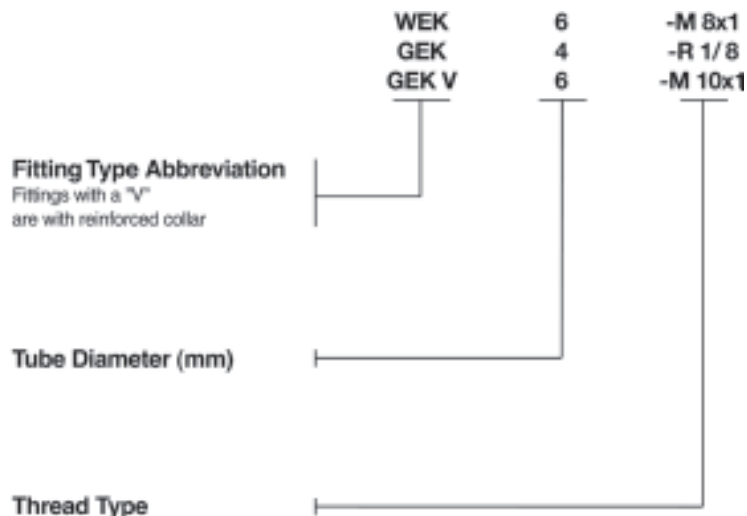 WEK 6 -M 8x1
GEK 4 -R 1/8
GEK V 6 -M 10x1
Fitting Type Abbreviation
Fittings with a "V"
are with reinforced collar
Tube Diameter (mm)
Thread Type